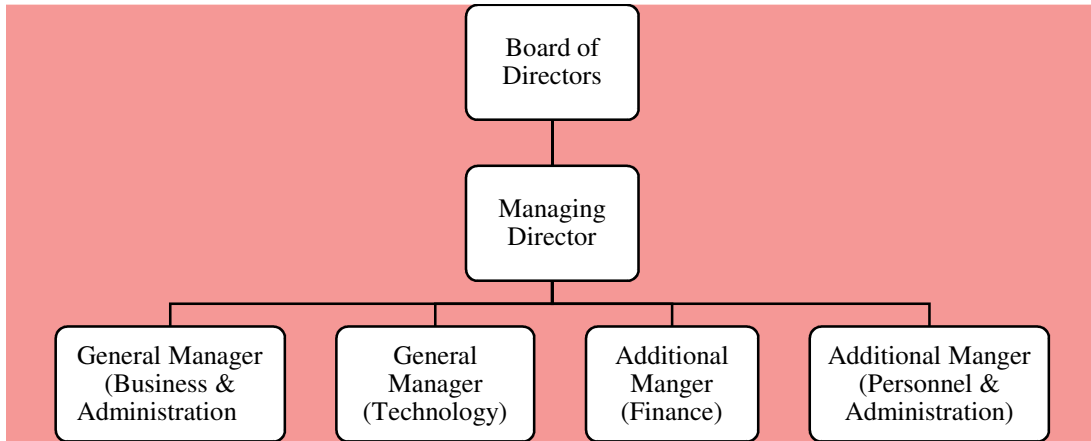 Board of
Directors
Managing
Director
General Manager
(Business &
Administration
General
Manager
(Technology)
Additional
Manger
(Finance)
Additional Manger
(Personnel &
Administration)